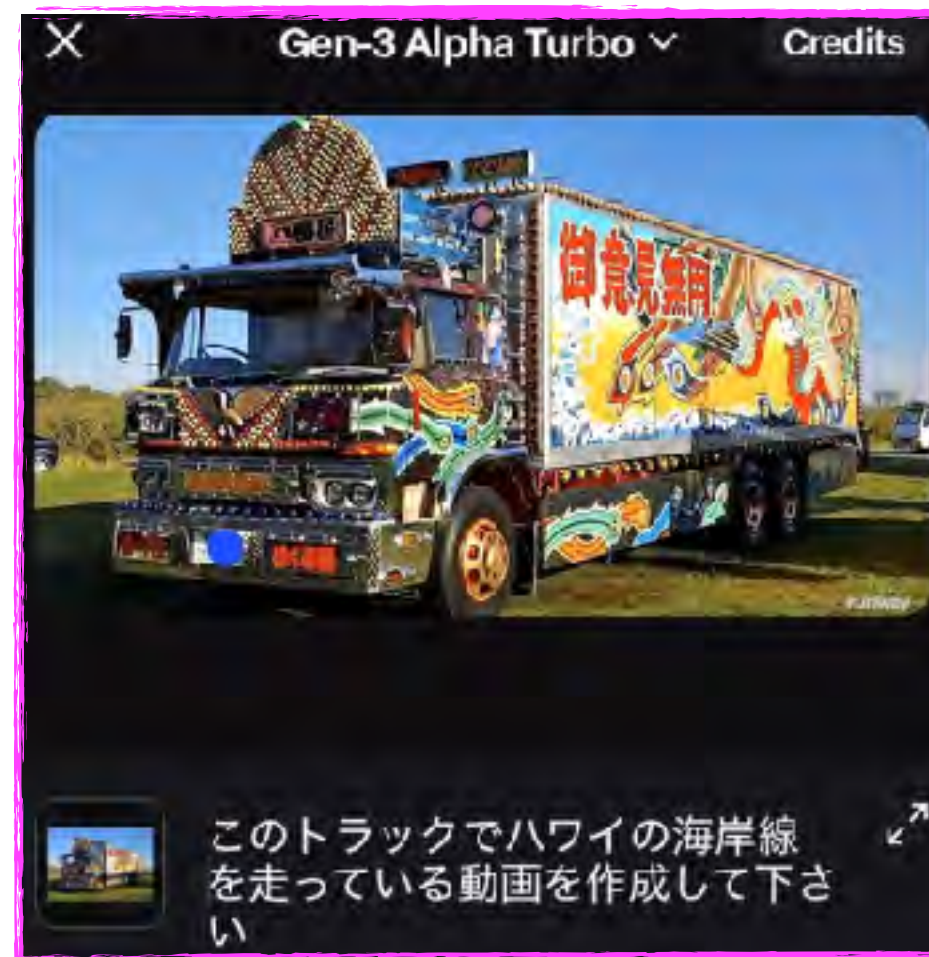 Gen-3 Alpha Turbo
Credits
御意見無用
このトラックでハワイの海岸線
を走っている動画を作成して下さ
い